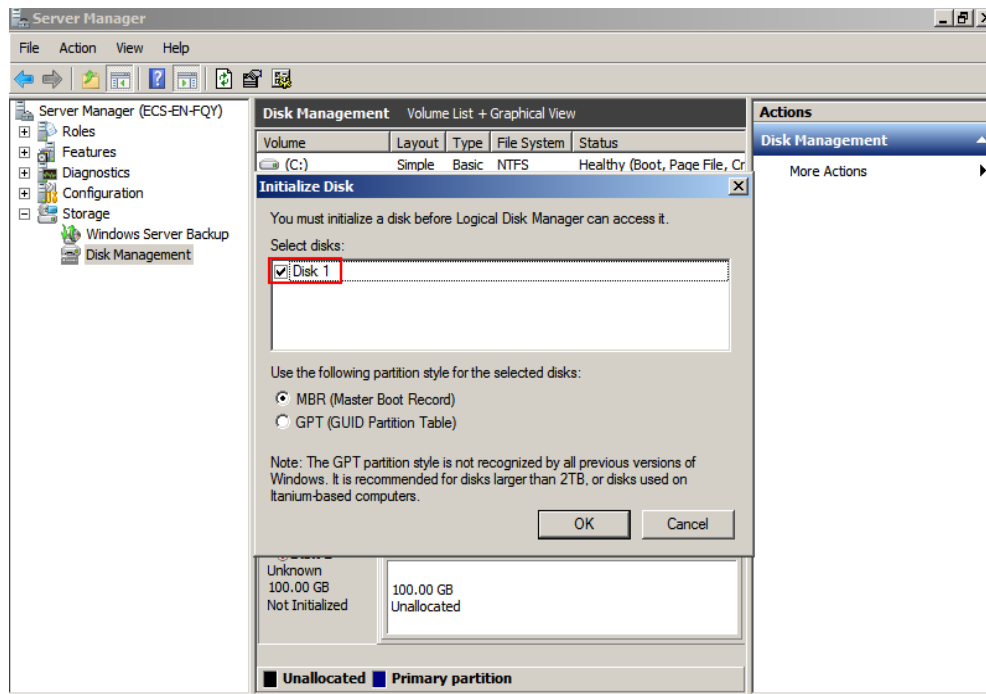 Server Manager
File Action View Help
Server Manager (ECS-EN-FQY)
Roles
Features
Diagnostics
Configuration
Storage
Windows Server Backup
Disk Management
Disk Management Volume List + Graphical View
Volume Layout Type File System Status
(C:) Simple Basic NTFS Healthy (Boot, Page File, Cr
Initialize Disk
You must initialize a disk before Logical Disk Manager can access it.
Select disks:
Disk 1
Use the following partition style for the selected disks:
MBR (Master Boot Record)
GPT (GUID Partition Table)
Note: The GPT partition style is not recognized by all previous versions of
Windows. It is recommended for disks larger than 2TB, or disks used on
Itanium-based computers.
OK Cancel
Unknown
100.00 GB
Not Initialized
100.00 GB
Unallocated
Unallocated Primary partition
Actions
Disk Management
More Actions